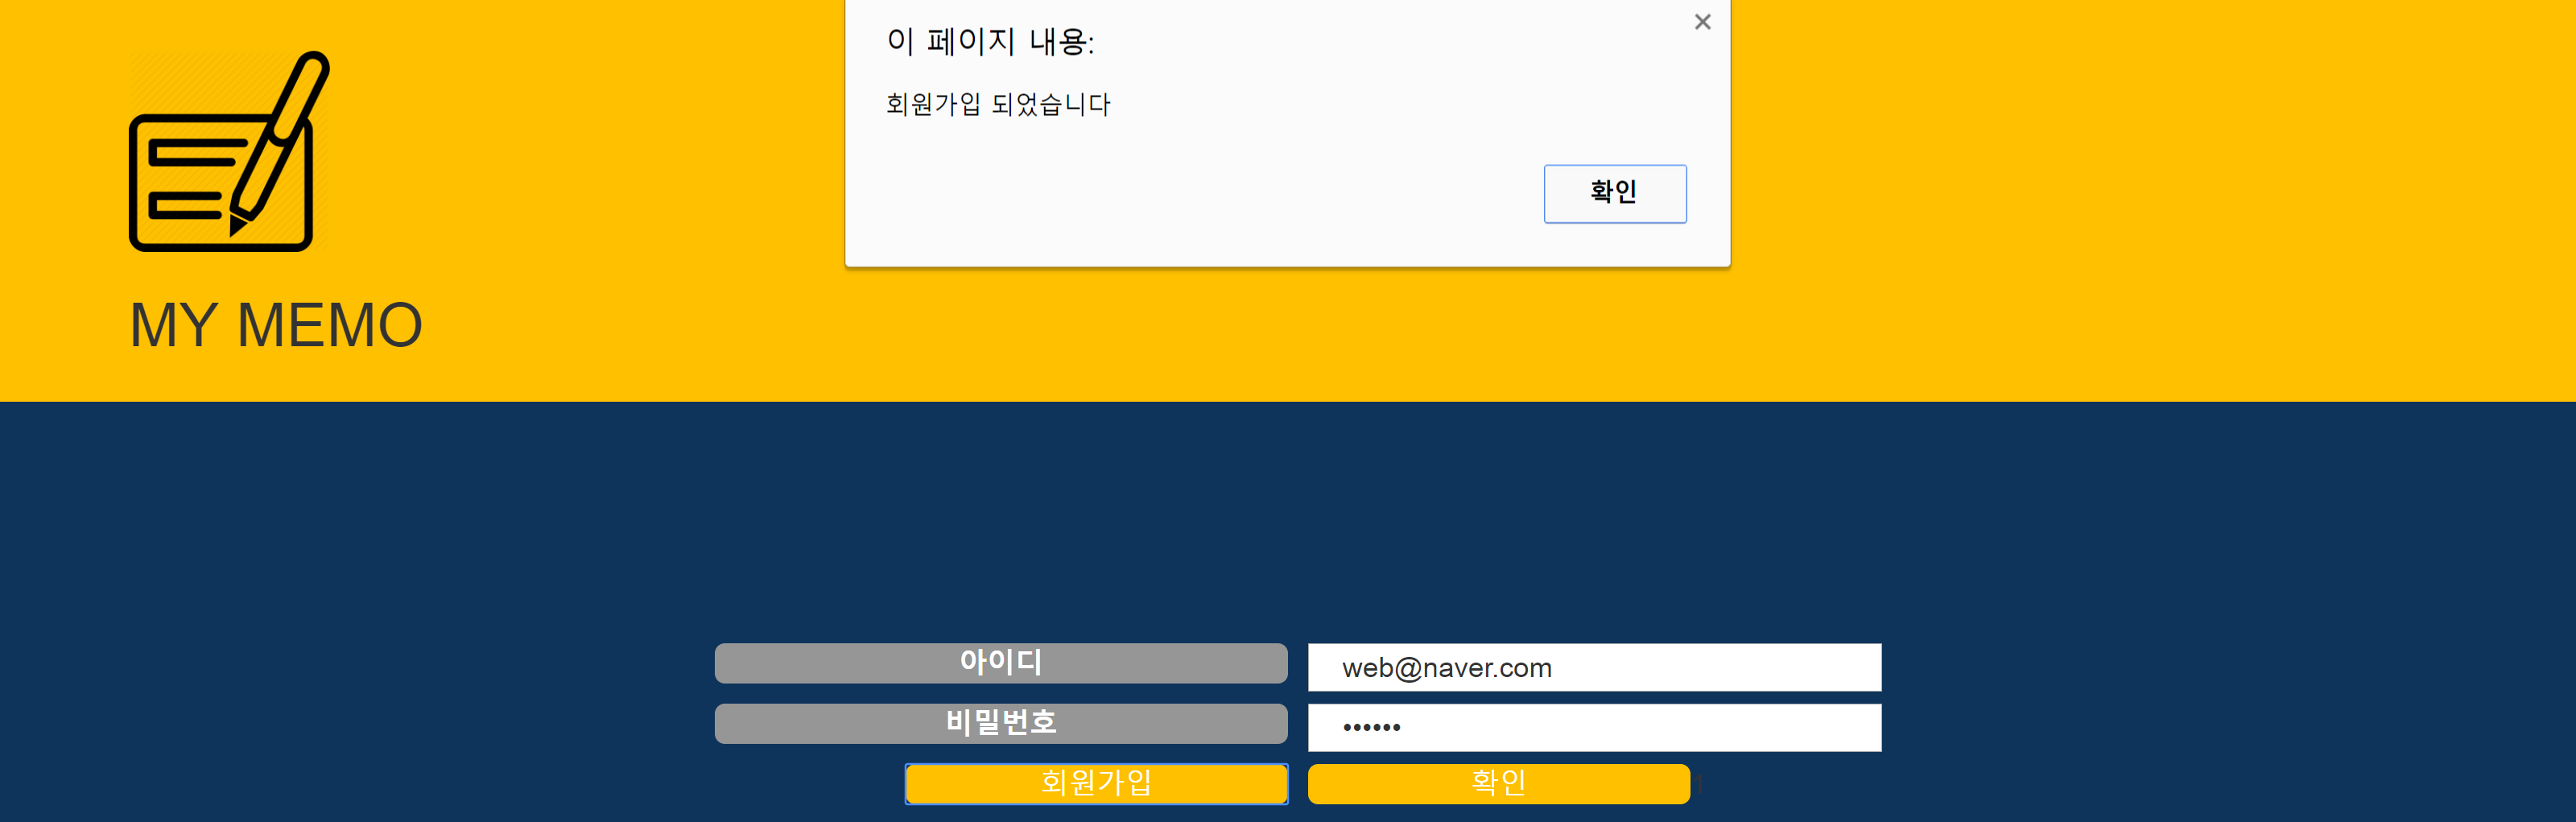 이 페이지 내용:
회원가입 되었습니다
확인
MY MEMO
아이디
web@naver.com
비밀번호
••••••
회원가입
확인
1